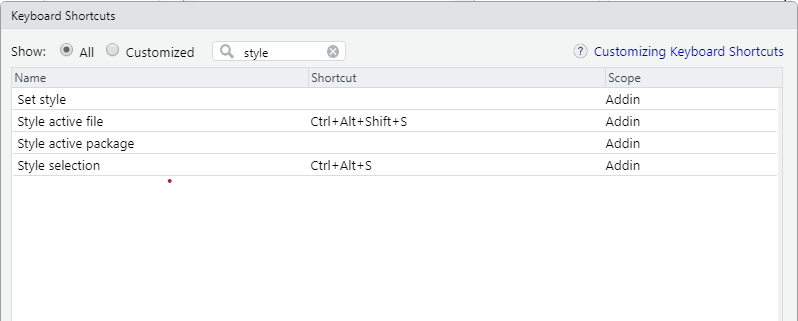 Keyboard Shortcuts
Show: All Customized style ? Customizing Keyboard Shortcuts
Name Shortcut Scope
Set style Addin
Style active file Ctrl+Alt+Shift+S Addin
Style active package Addin
Style selection Ctrl+Alt+S Addin